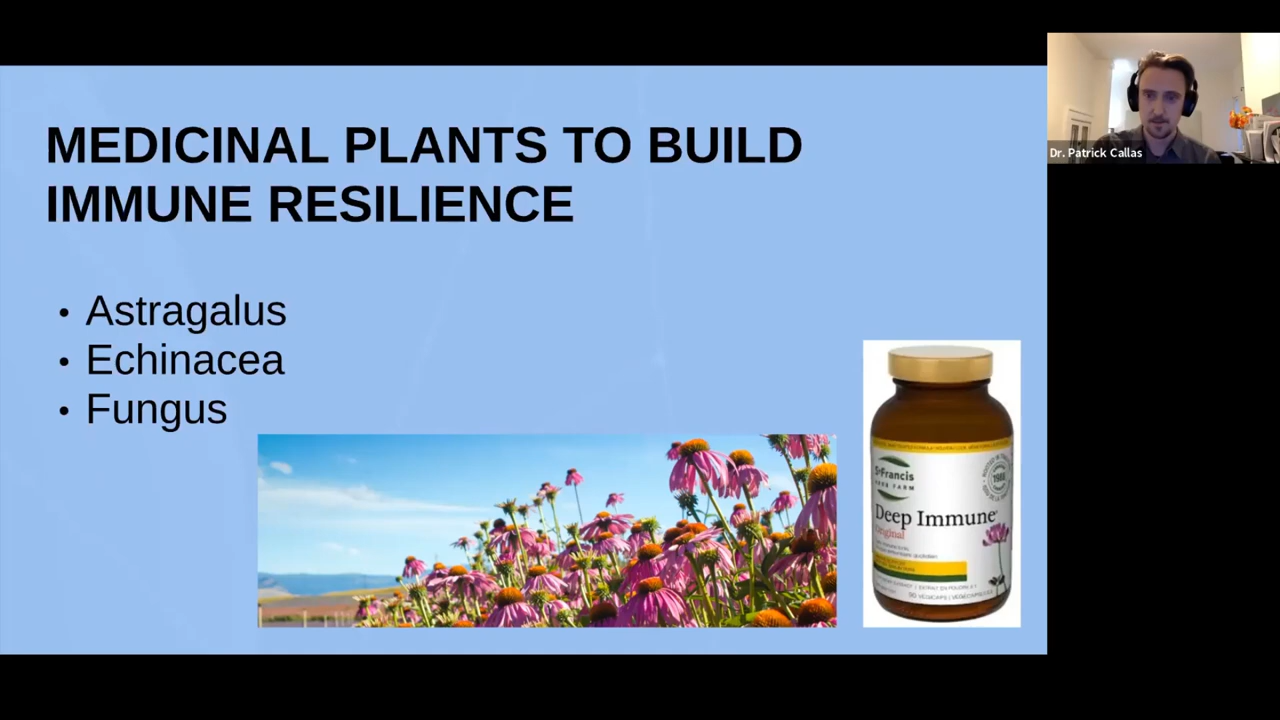 MEDICINAL PLANTS TO BUILD
IMMUNE RESILIENCE
• Astragalus
• Echinacea
• Fungus
Dr. Patrick Callas
St Francis
HERB FARM
1988
Deep Immune
Original